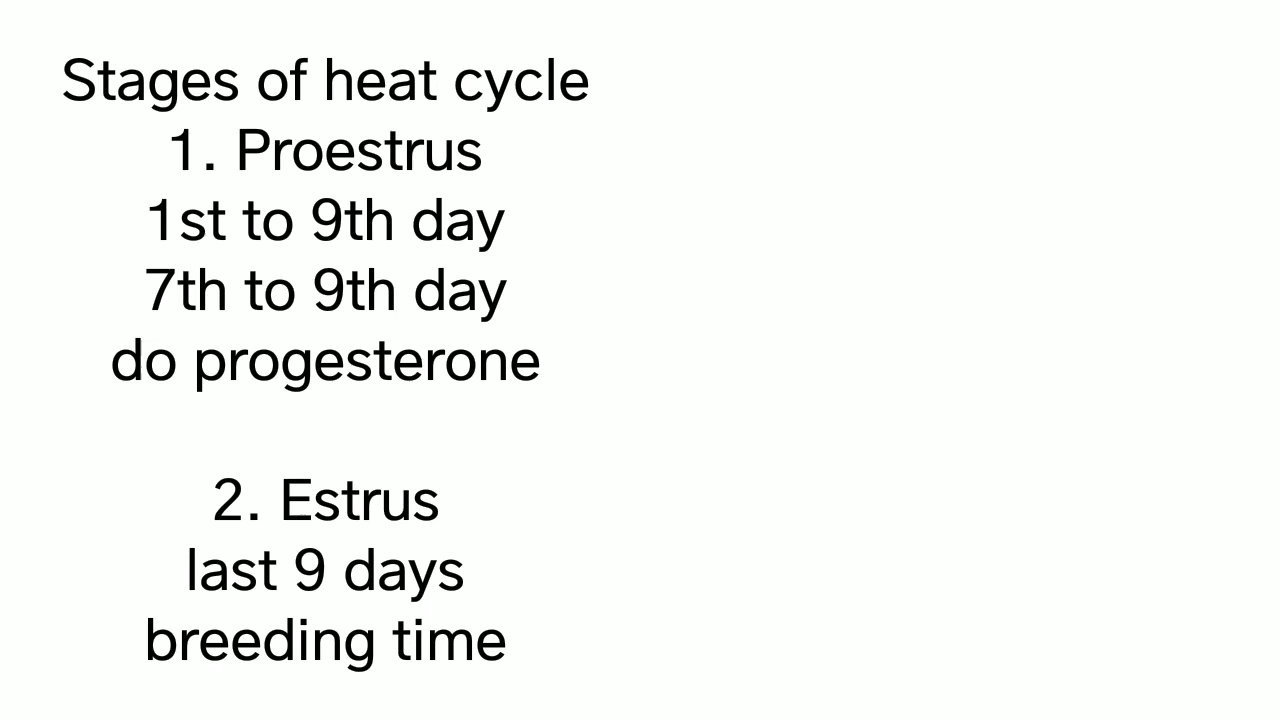 Stages of heat cycle
1. Proestrus
1st to 9th day
7th to 9th day
do progesterone
2. Estrus
last 9 days
breeding time